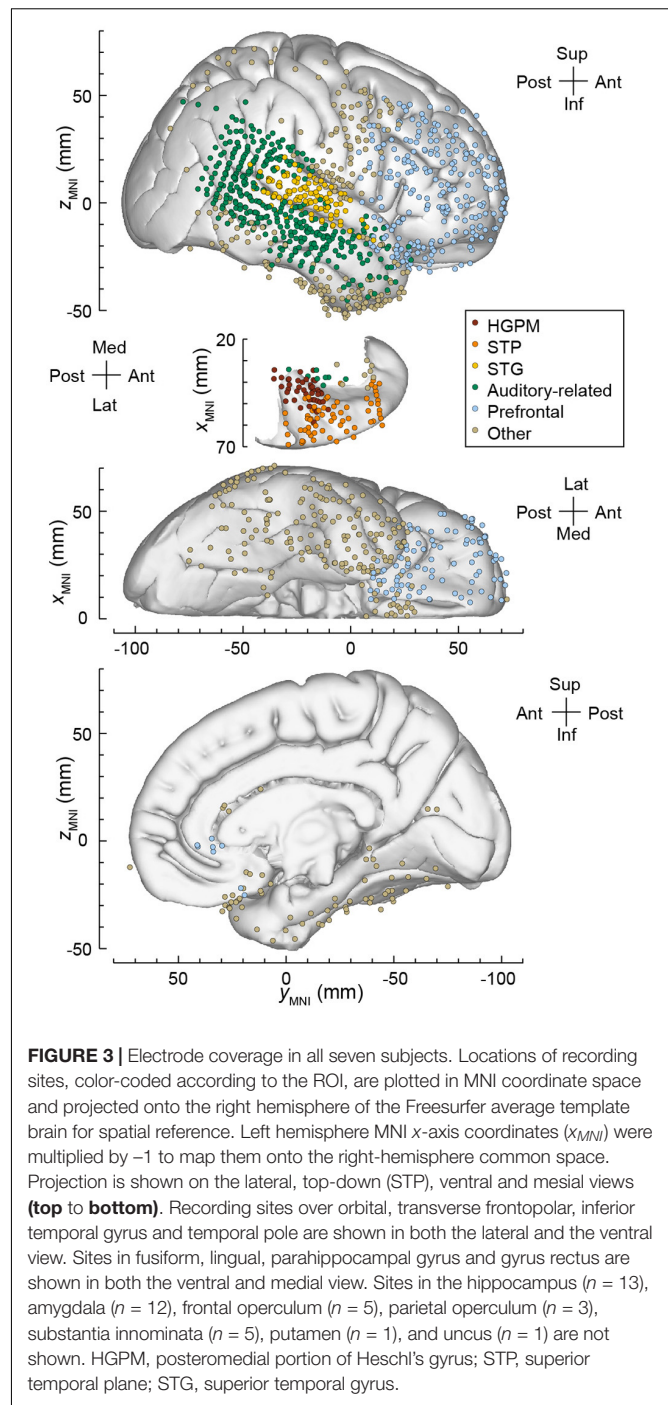 Sup
Post Ant
Inf
50
0
-50
zMNI (mm)
Med
Post Ant
Lat
20
70
xMNI (mm)
HGPM
STP
STG
Auditory-related
Prefrontal
Other
Lat
Post Ant
Med
50
0
xMNI (mm)
-100 -50 0 50
Sup
Ant Post
Inf
50
0
-50
zMNI (mm)
50 0 -50 -100
yMNI (mm)
FIGURE 3 | Electrode coverage in all seven subjects. Locations of recording
sites, color-coded according to the ROI, are plotted in MNI coordinate space
and projected onto the right hemisphere of the Freesurfer average template
brain for spatial reference. Left hemisphere MNI x-axis coordinates (xMNI) were
multiplied by –1 to map them onto the right-hemisphere common space.
Projection is shown on the lateral, top-down (STP), ventral and mesial views
(top to bottom). Recording sites over orbital, transverse frontopolar, inferior
temporal gyrus and temporal pole are shown in both the lateral and the ventral
view. Sites in fusiform, lingual, parahippocampal gyrus and gyrus rectus are
shown in both the ventral and medial view. Sites in the hippocampus (n = 13),
amygdala (n = 12), frontal operculum (n = 5), parietal operculum (n = 3),
substantia innominata (n = 5), putamen (n = 1), and uncus (n = 1) are not
shown. HGPM, posteromedial portion of Heschl's gyrus; STP, superior
temporal plane; STG, superior temporal gyrus.